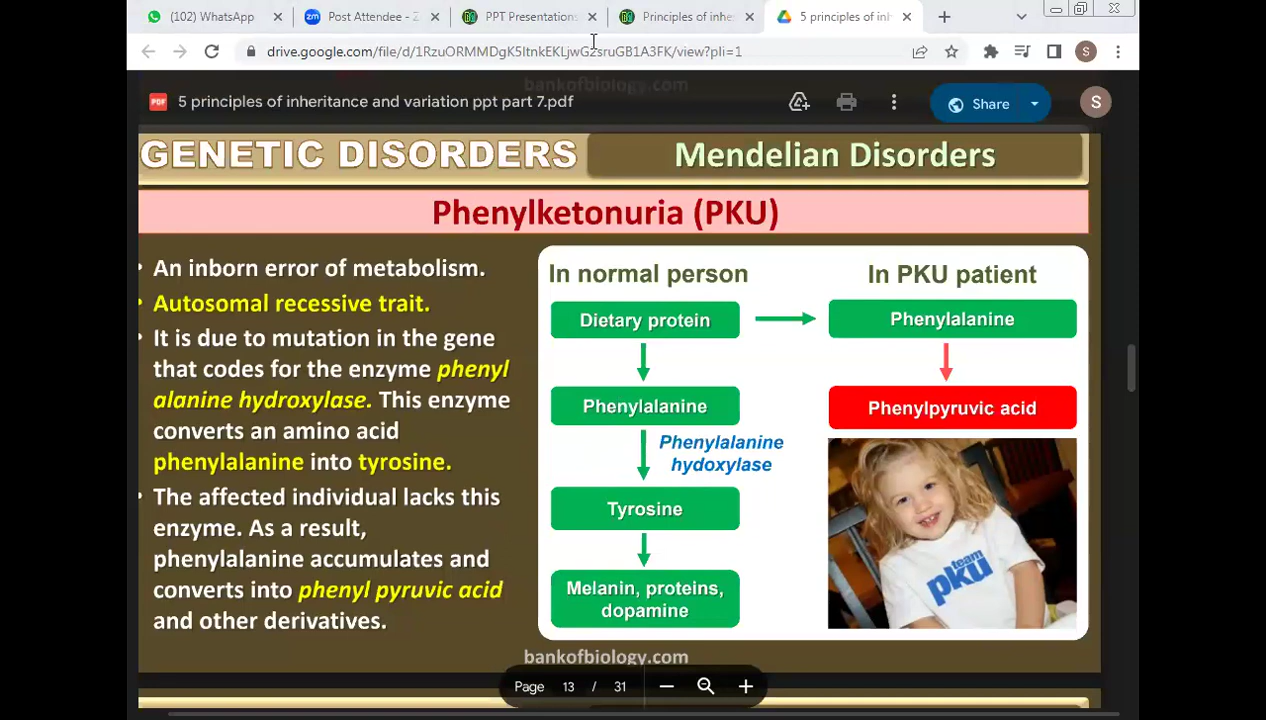 (102) WhatsApp
Post Attendee - Z
PPT Presentations
Principles of inhe
5 principles of inh
drive.google.com/file/d/1RzuORMMDgK5ltnkEKLjwG2sruGB1A3FK/view?pli=1
S
bankofbiology.com
PDF
5 principles of inheritance and variation ppt part 7.pdf
Share
S
GENETIC DISORDERS
Mendelian Disorders
Phenylketonuria (PKU)
• An inborn error of metabolism.
• Autosomal recessive trait.
• It is due to mutation in the gene
that codes for the enzyme phenyl
alanine hydroxylase. This enzyme
converts an amino acid
phenylalanine into tyrosine.
• The affected individual lacks this
enzyme. As a result,
phenylalanine accumulates and
converts into phenyl pyruvic acid
and other derivatives.
In normal person
In PKU patient
Dietary protein
Phenylalanine
Phenylalanine
Phenylpyruvic acid
Phenylalanine
hydoxylase
Tyrosine
Melanin, proteins,
dopamine
team
pku
bankofbiology.com
Page 13 / 31